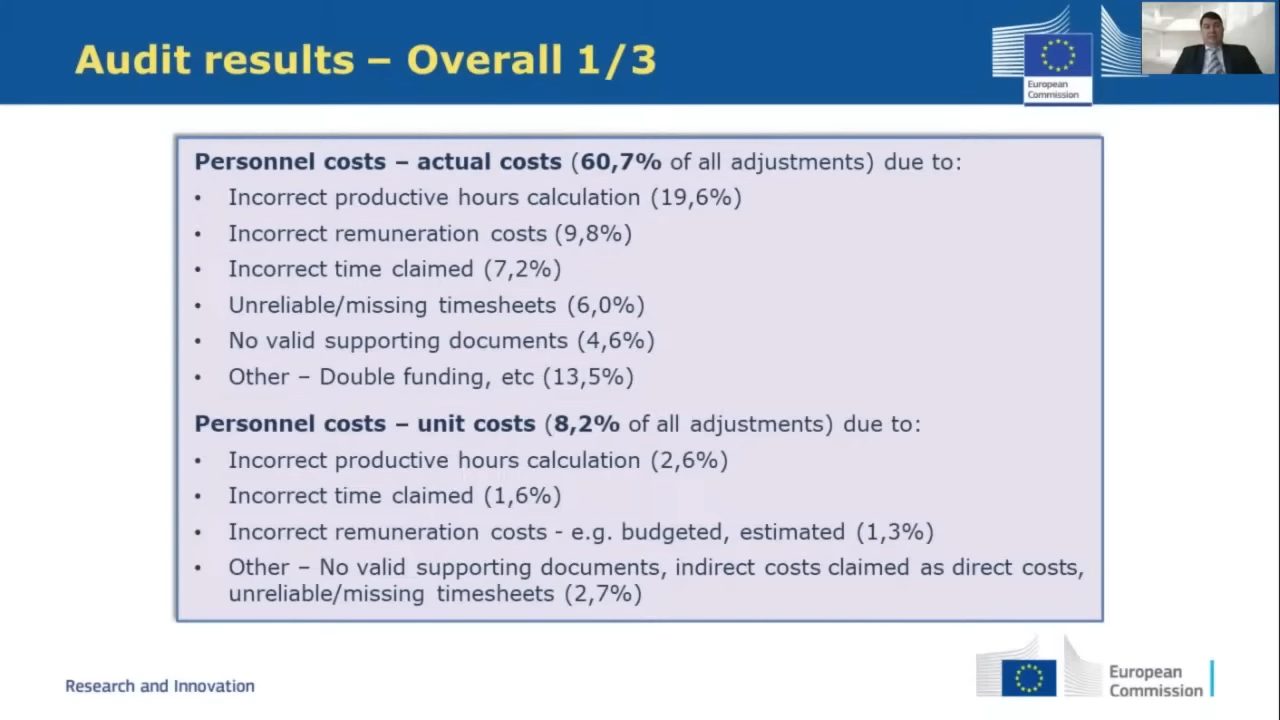 Audit results – Overall 1/3
European
Commission
Personnel costs – actual costs (60,7% of all adjustments) due to:
• Incorrect productive hours calculation (19,6%)
• Incorrect remuneration costs (9,8%)
• Incorrect time claimed (7,2%)
• Unreliable/missing timesheets (6,0%)
• No valid supporting documents (4,6%)
• Other – Double funding, etc (13,5%)
Personnel costs – unit costs (8,2% of all adjustments) due to:
• Incorrect productive hours calculation (2,6%)
• Incorrect time claimed (1,6%)
• Incorrect remuneration costs - e.g. budgeted, estimated (1,3%)
• Other – No valid supporting documents, indirect costs claimed as direct costs,
unreliable/missing timesheets (2,7%)
Research and Innovation
European
Commission